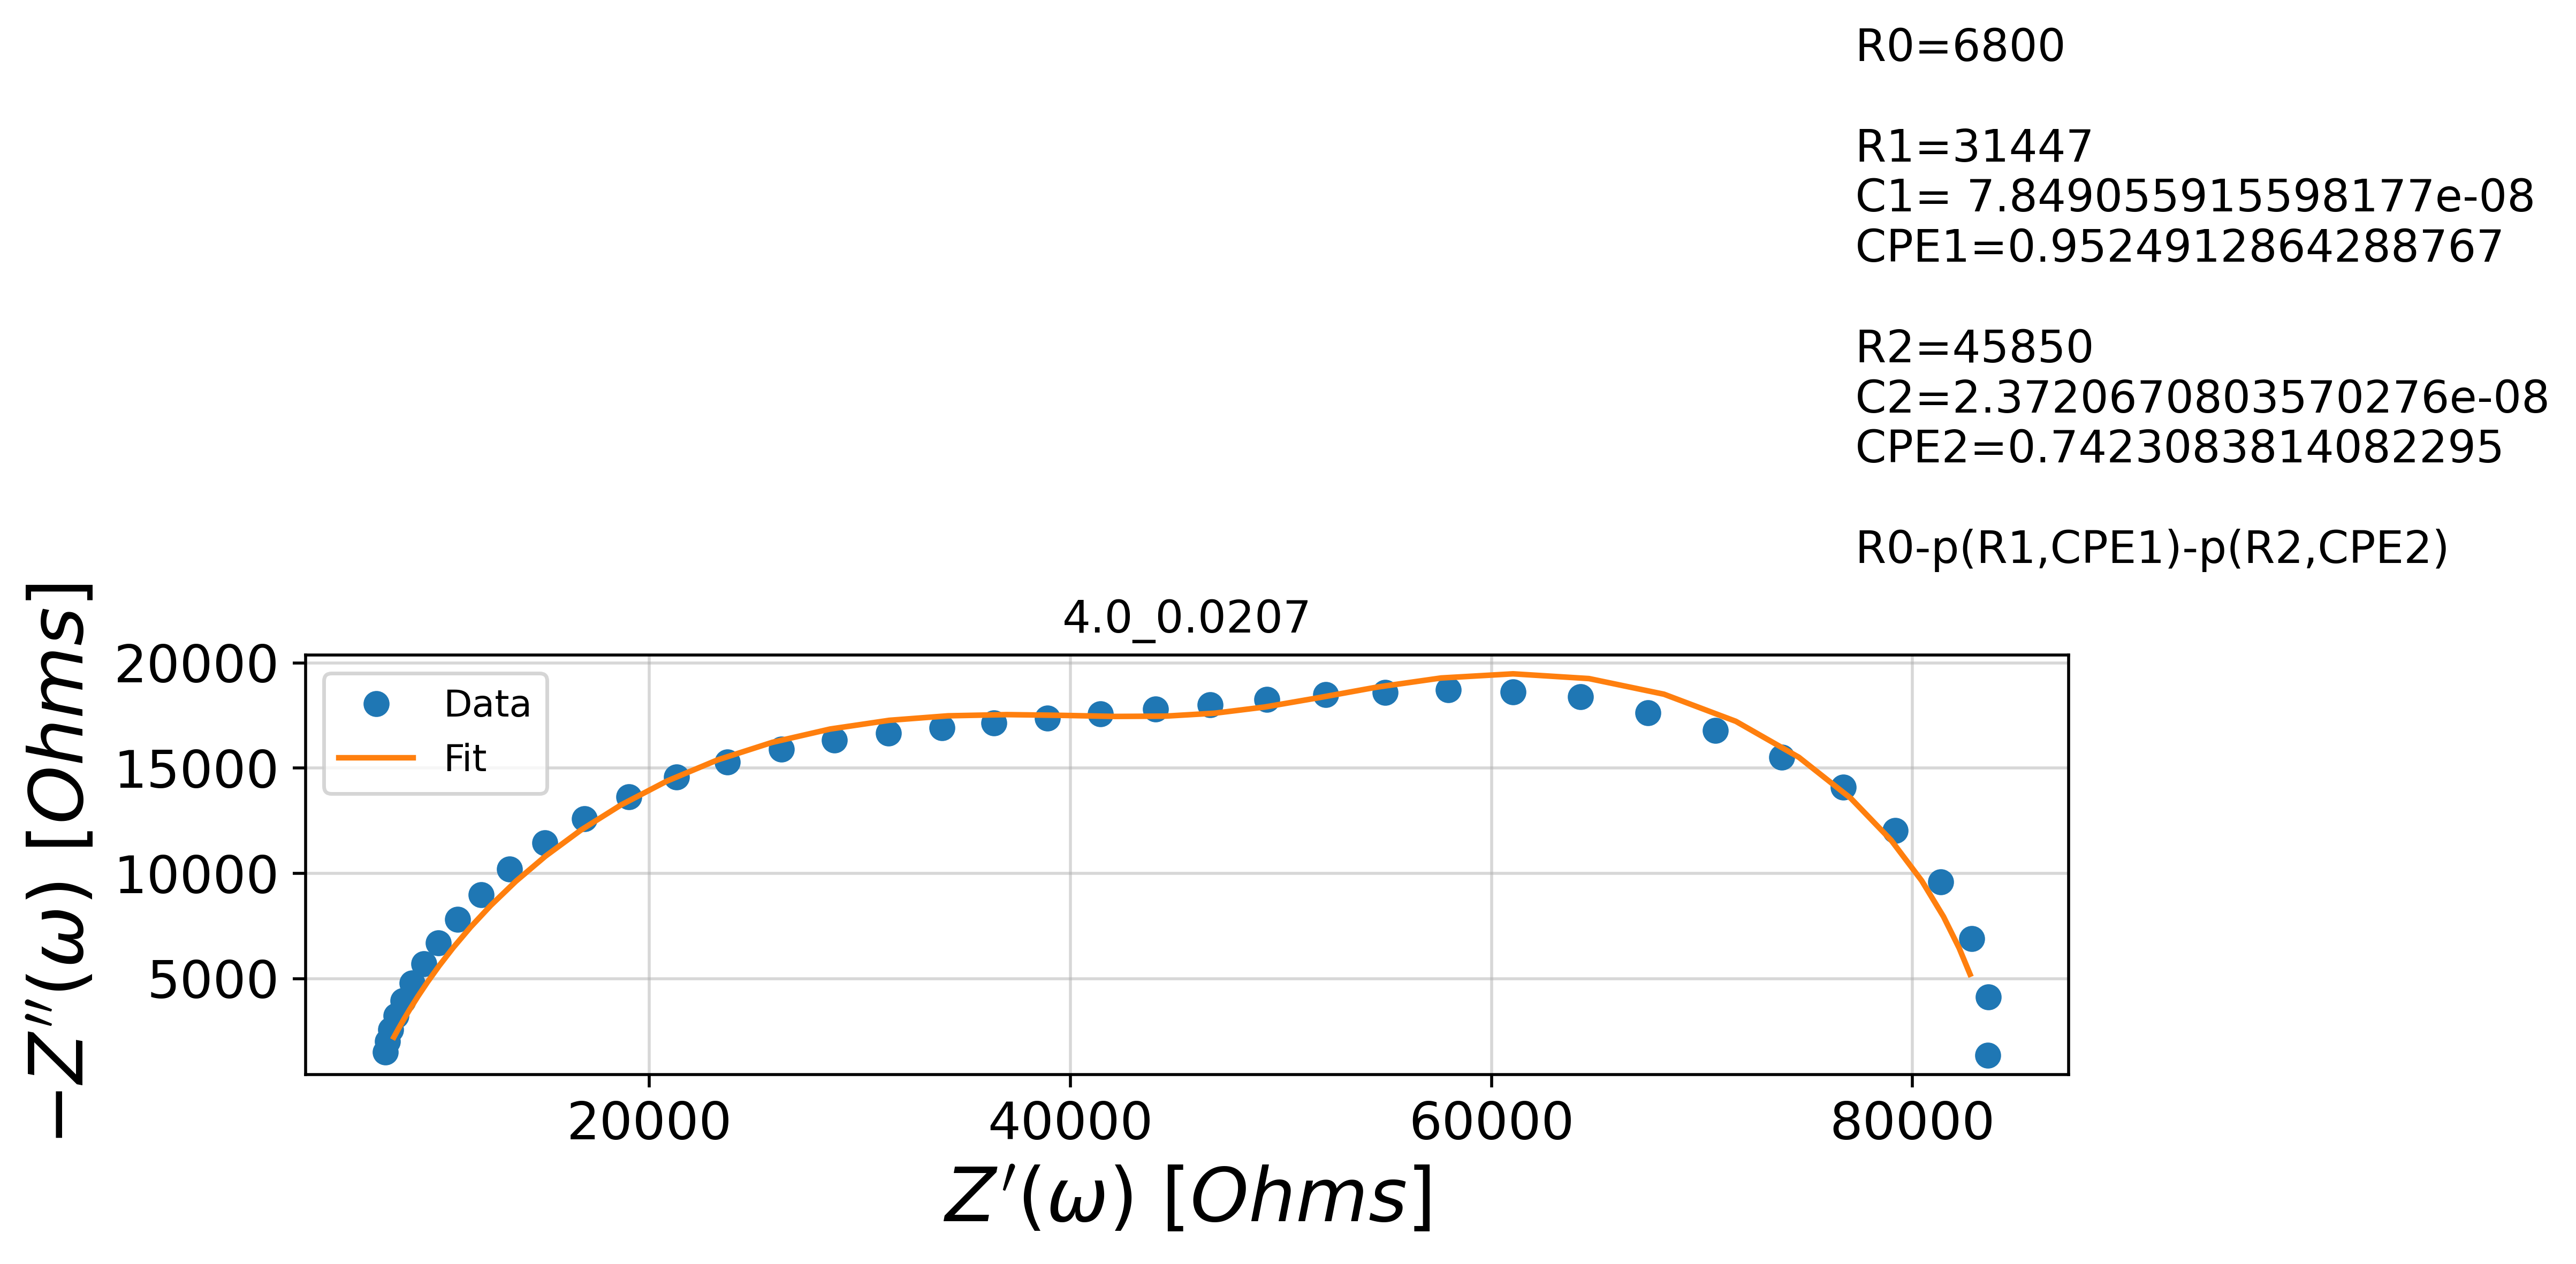 R0=6800
R1=31447
C1= 7.849055915598177e-08
CPE1=0.9524912864288767
R2=45850
C2=2.3720670803570276e-08
CPE2=0.7423083814082295
R0-p(R1,CPE1)-p(R2,CPE2)
4.0_0.0207
−Z′′(ω) [Ohms]
20000
15000
10000
5000
Data
Fit
20000 40000 60000 80000
Z′(ω) [Ohms]